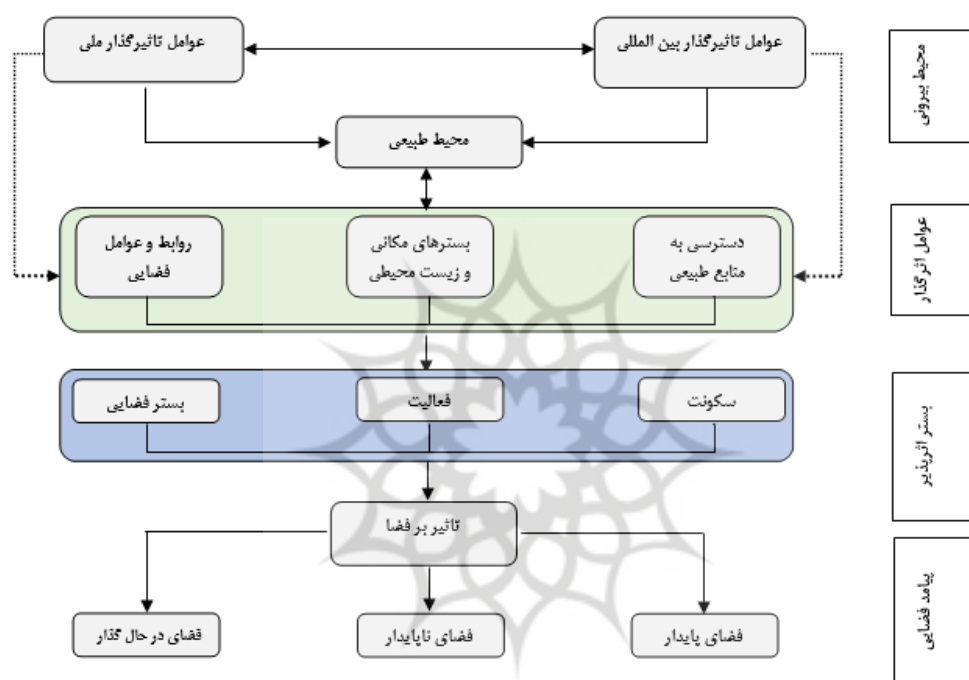 عوامل تاثیرگذار بین المللی
عوامل تاثیرگذار ملی
محیط بیرونی
محیط طبیعی
دسترسی به
منابع طبیعی
بسترهای مکانی
و زیست محیطی
روابط و عوامل
فضایی
عوامل اثرگذار
سکونت
فعالیت
بستر فضایی
بستر اثرپذیر
تاثیر بر فضا
فضای پایدار
فضای ناپایدار
فضای در حال گذار
پیامد فضایی